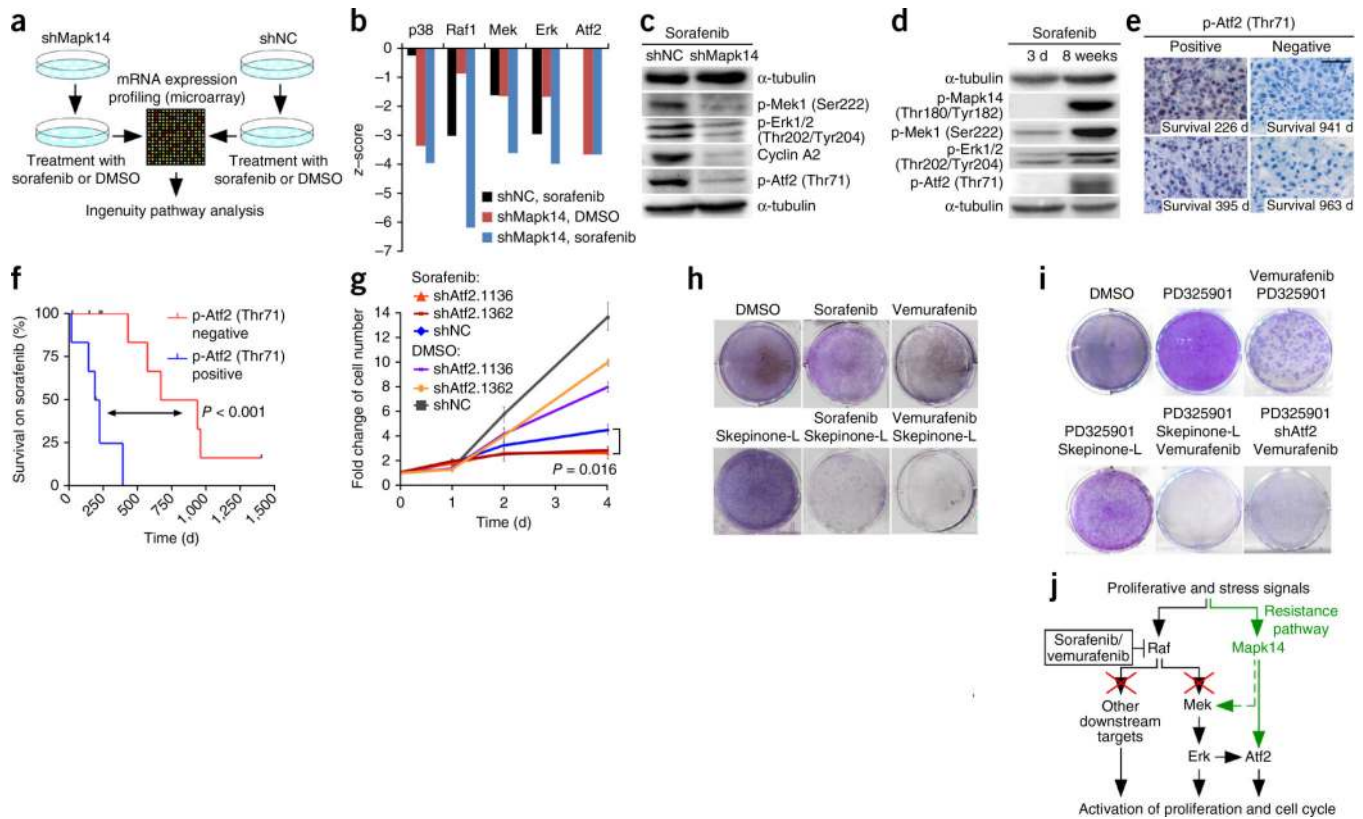 a
shMapk14
shNC
mRNA expression
profiling (microarray)
Treatment with
sorafenib or DMSO
Treatment with
sorafenib or DMSO
Ingenuity pathway analysis
b
p38 Raf1 Mek Erk Atf2
0
–1
–2
–3
–4
–5
–6
–7
z-score
shNC, sorafenib
shMapk14, DMSO
shMapk14, sorafenib
c
Sorafenib
shNC shMapk14
α-tubulin
p-Mek1 (Ser222)
p-Erk1/2
(Thr202/Tyr204)
Cyclin A2
p-Atf2 (Thr71)
α-tubulin
d
Sorafenib
3 d 8 weeks
α-tubulin
p-Mapk14
(Thr180/Tyr182)
p-Mek1 (Ser222)
p-Erk1/2
(Thr202/Tyr204)
p-Atf2 (Thr71)
α-tubulin
e
p-Atf2 (Thr71)
Positive Negative
Survival 226 d Survival 941 d
Survival 395 d Survival 963 d
f
Survival on sorafenib (%)
100
75
50
25
0
p-Atf2 (Thr71)
negative
p-Atf2 (Thr71)
positive
P < 0.001
0 250 500 750 1,000 1,250 1,500
Time (d)
g
Fold change of cell number
14
12
10
8
6
4
2
0
Sorafenib:
shAtf2.1136
shAtf2.1362
shNC
DMSO:
shAtf2.1136
shAtf2.1362
shNC
P = 0.016
0 1 2 3 4
Time (d)
h
DMSO Sorafenib Vemurafenib
Skepinone-L
Sorafenib
Skepinone-L
Vemurafenib
Skepinone-L
i
DMSO PD325901
Vemurafenib
PD325901
PD325901
Skepinone-L
PD325901
Skepinone-L
Vemurafenib
PD325901
shAtf2
Vemurafenib
j
Proliferative and stress signals
Resistance
pathway
Sorafenib/
vemurafenib
Raf
Mapk14
Other
downstream
targets
Mek
Erk
Atf2
Activation of proliferation and cell cycle